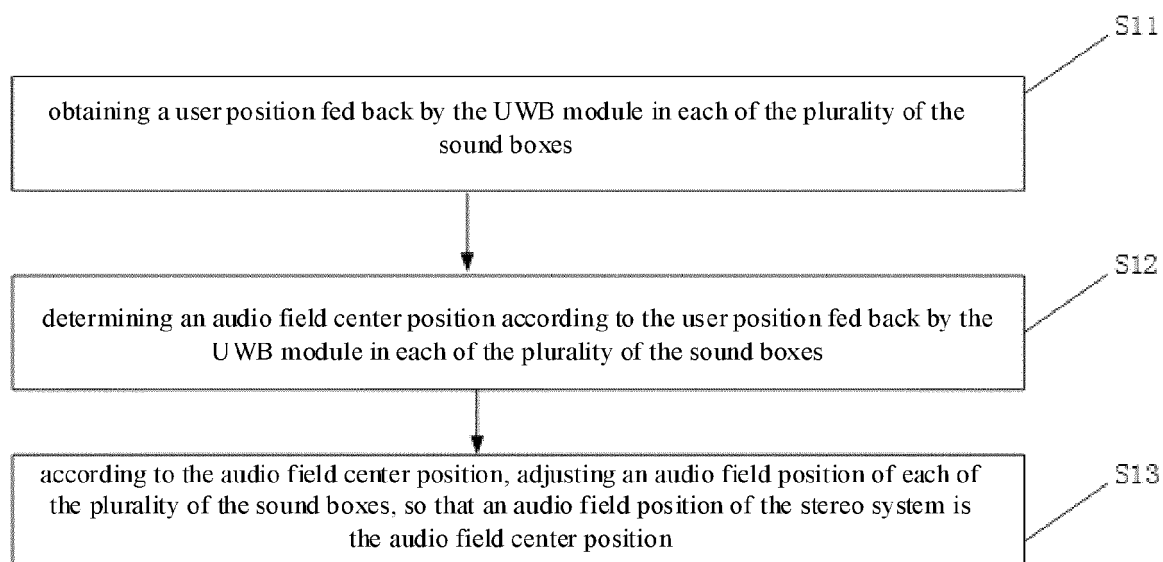 S11
obtaining a user position fed back by the UWB module in each of the plurality of the
sound boxes
S12
determining an audio field center position according to the user position fed back by the
UWB module in each of the plurality of the sound boxes
S13
according to the audio field center position, adjusting an audio field position of each of
the plurality of the sound boxes, so that an audio field position of the stereo system is
the audio field center position